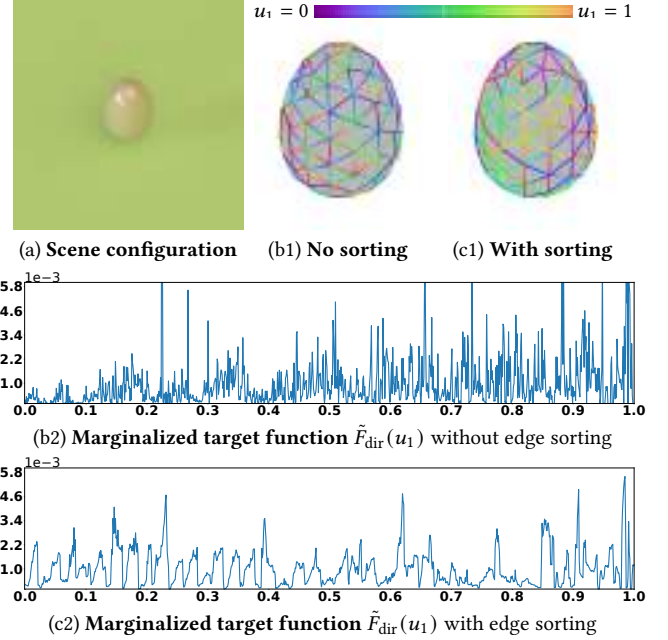 u₁ = 0 u₁ = 1
(a) Scene configuration (b1) No sorting (c1) With sorting
1e−3
5.8
4.6
3.4
2.2
1.0
0.0 0.1 0.2 0.3 0.4 0.5 0.6 0.7 0.8 0.9 1.0
(b2) Marginalized target function F̃dir(u₁) without edge sorting
1e−3
5.8
4.6
3.4
2.2
1.0
0.0 0.1 0.2 0.3 0.4 0.5 0.6 0.7 0.8 0.9 1.0
(c2) Marginalized target function F̃dir(u₁) with edge sorting